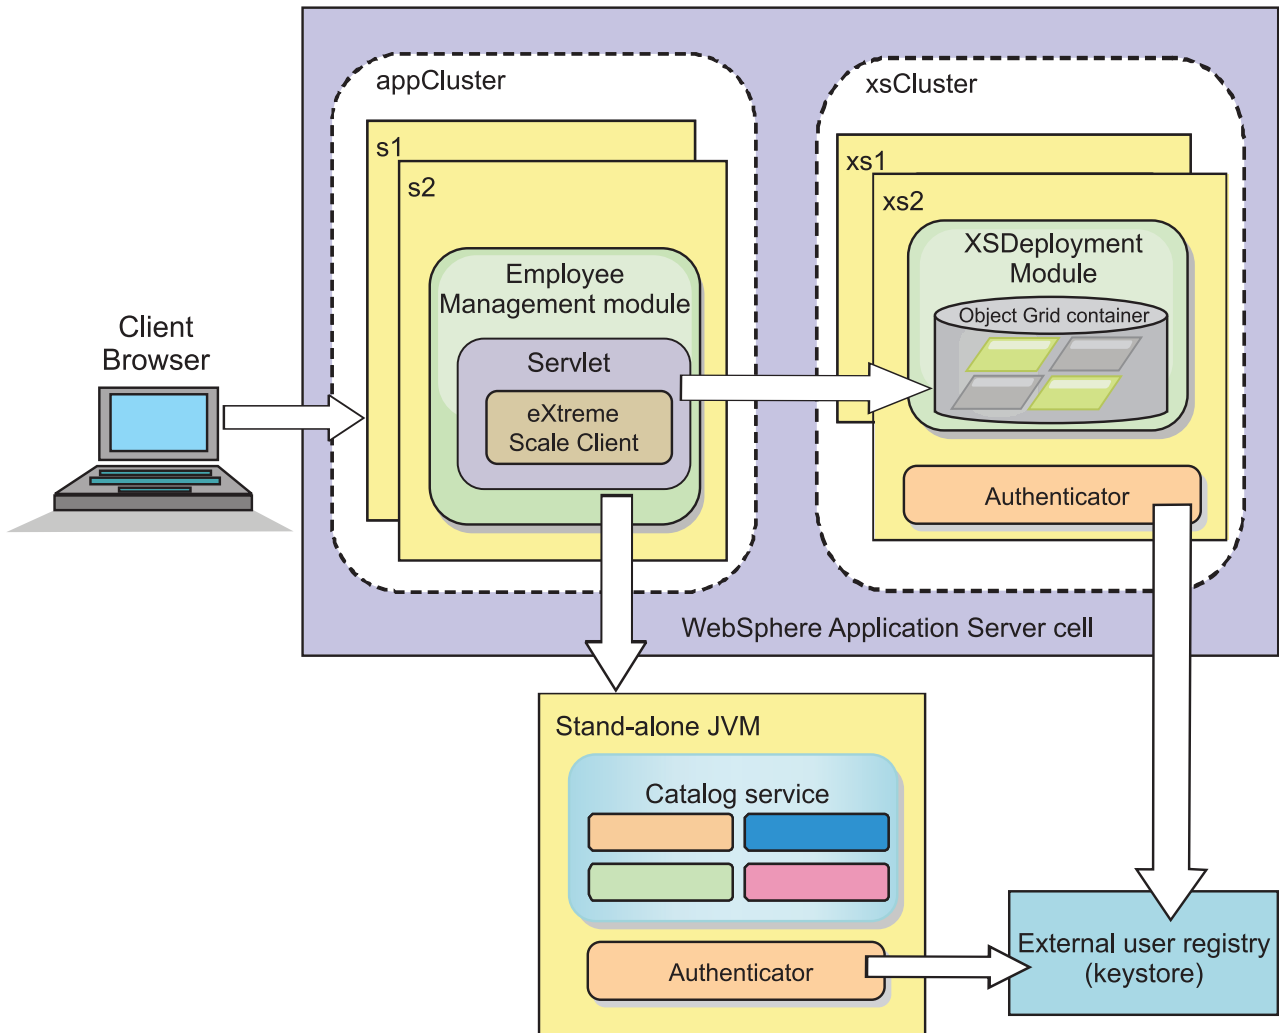 appCluster
xsCluster
s1
s2
xs1
xs2
Employee
Management module
Servlet
eXtreme
Scale Client
XSDeployment
Module
Object Grid container
Authenticator
Client
Browser
WebSphere Application Server cell
Stand-alone JVM
Catalog service
Authenticator
External user registry
(keystore)